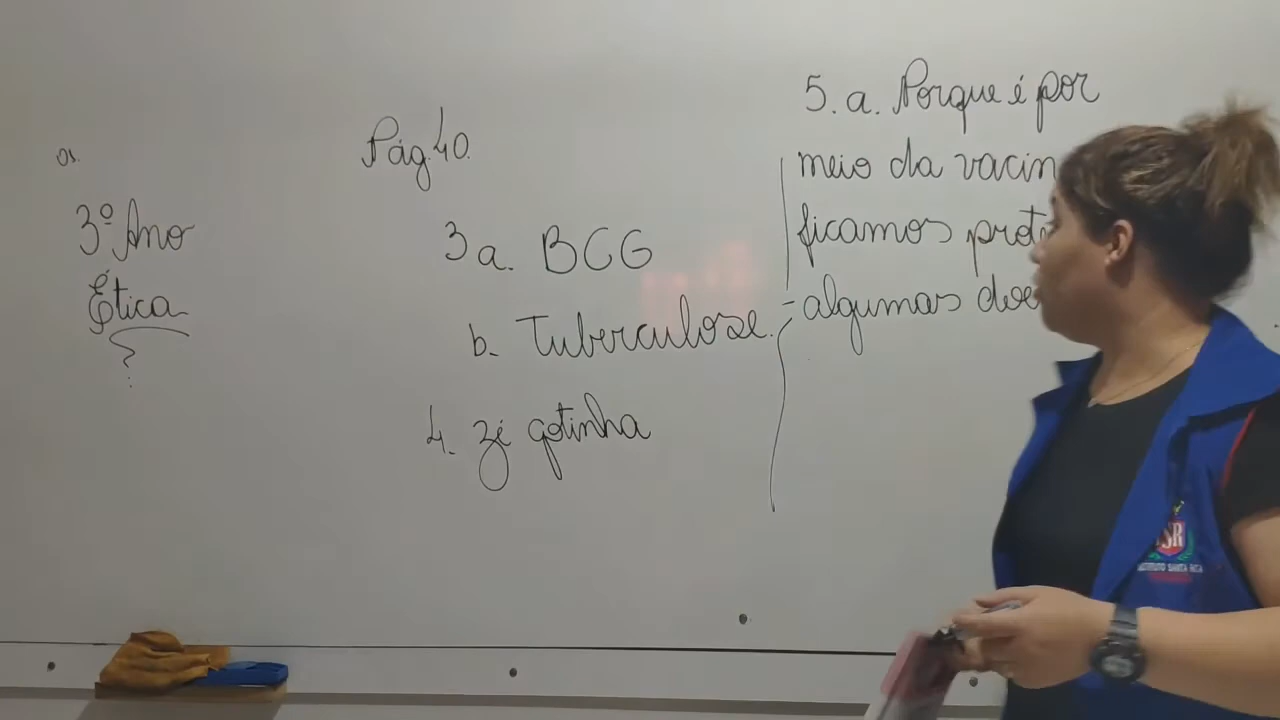 3º Ano
Ética
Pág. 40.
3 a. BCG
b. Tuberculose.
4. Zé gotinha
5. a. Porque é por
meio da vacin
ficamos prot
algumas doe